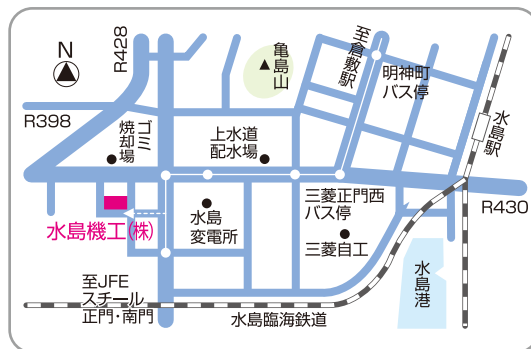 N
R428
R398
ゴミ
焼却場
亀島山
至倉敷駅
明神町
バス停
水島駅
上水道
配水場
水島機工(株)
水島
変電所
三菱正門西
バス停
三菱自工
R430
水島港
至JFE
スチール
正門・南門
水島臨海鉄道